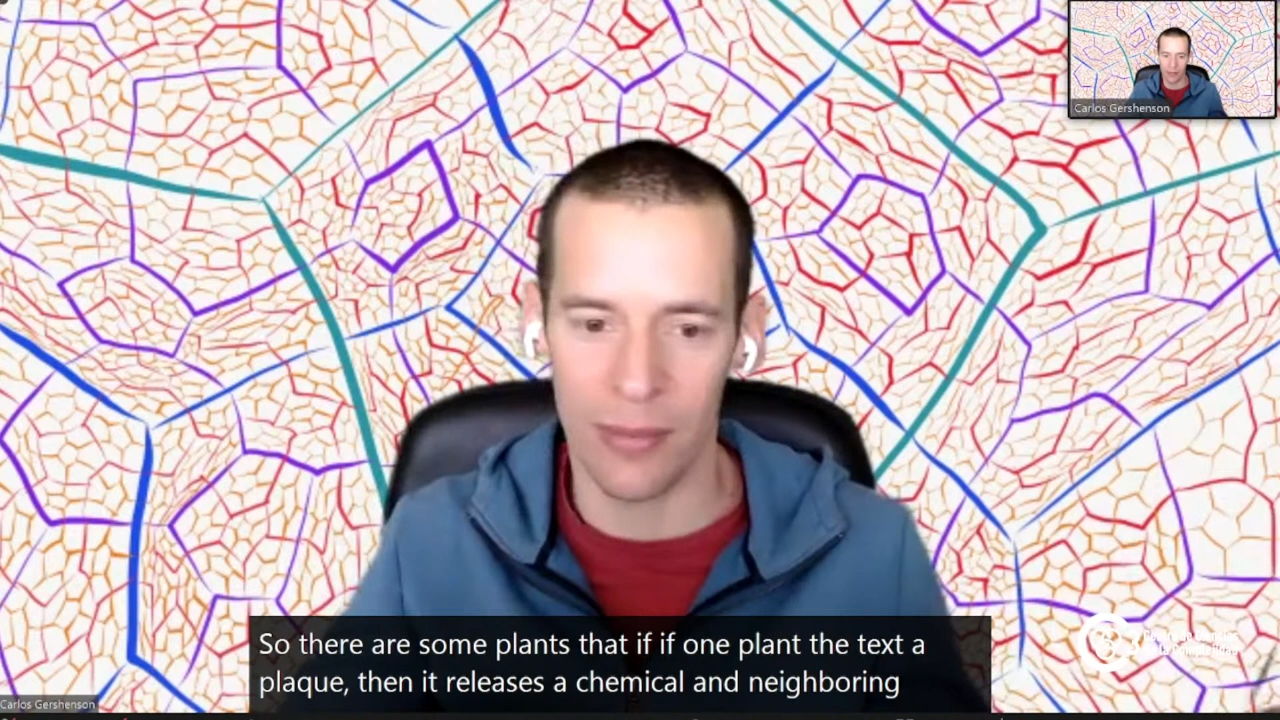 Carlos Gershenson
So there are some plants that if if one plant the text a
plaque, then it releases a chemical and neighboring
Carlos Gershenson